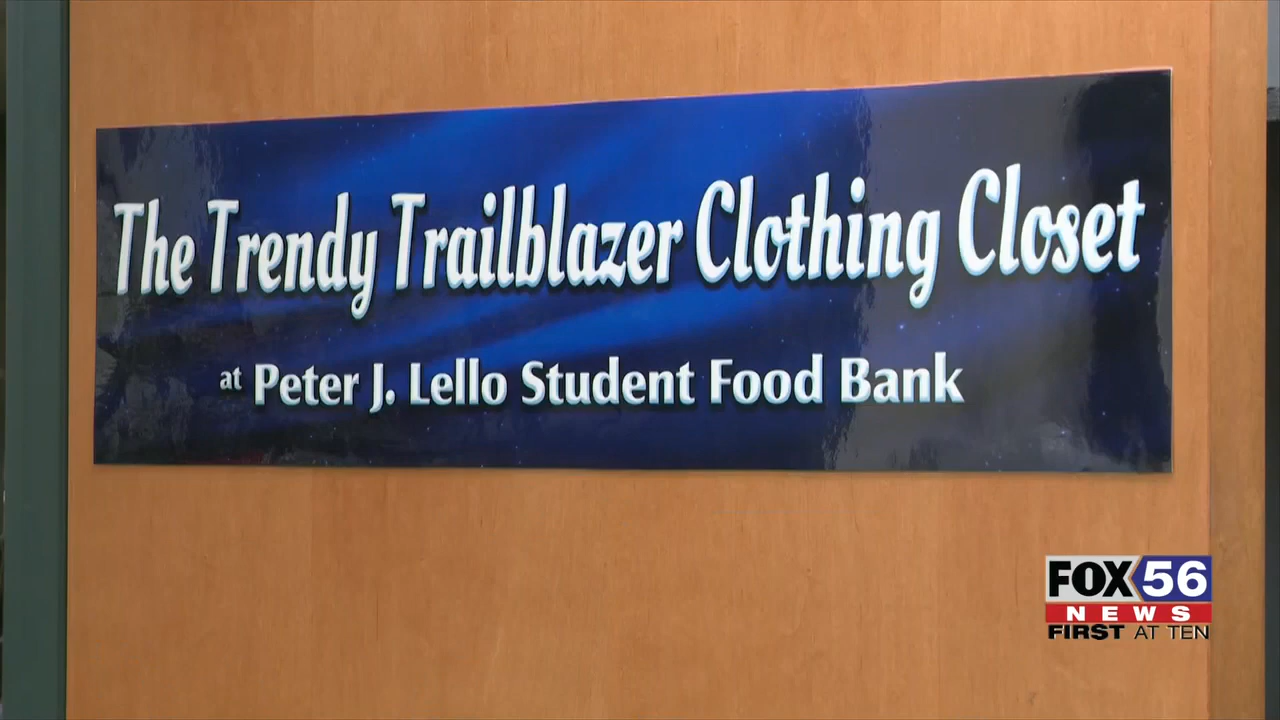 The Trendy Trailblazer Clothing Closet
at Peter J. Lello Student Food Bank
FOX 56
NEWS
FIRST AT TEN